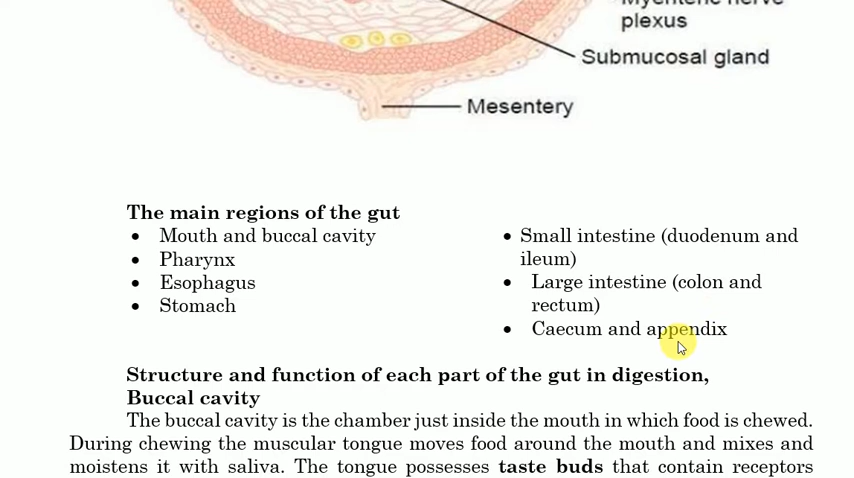 Myenteric nerve
plexus
Submucosal gland
Mesentery
The main regions of the gut
• Mouth and buccal cavity
• Pharynx
• Esophagus
• Stomach
• Small intestine (duodenum and
ileum)
• Large intestine (colon and
rectum)
• Caecum and appendix
Structure and function of each part of the gut in digestion,
Buccal cavity
The buccal cavity is the chamber just inside the mouth in which food is chewed.
During chewing the muscular tongue moves food around the mouth and mixes and
moistens it with saliva. The tongue possesses taste buds that contain receptors